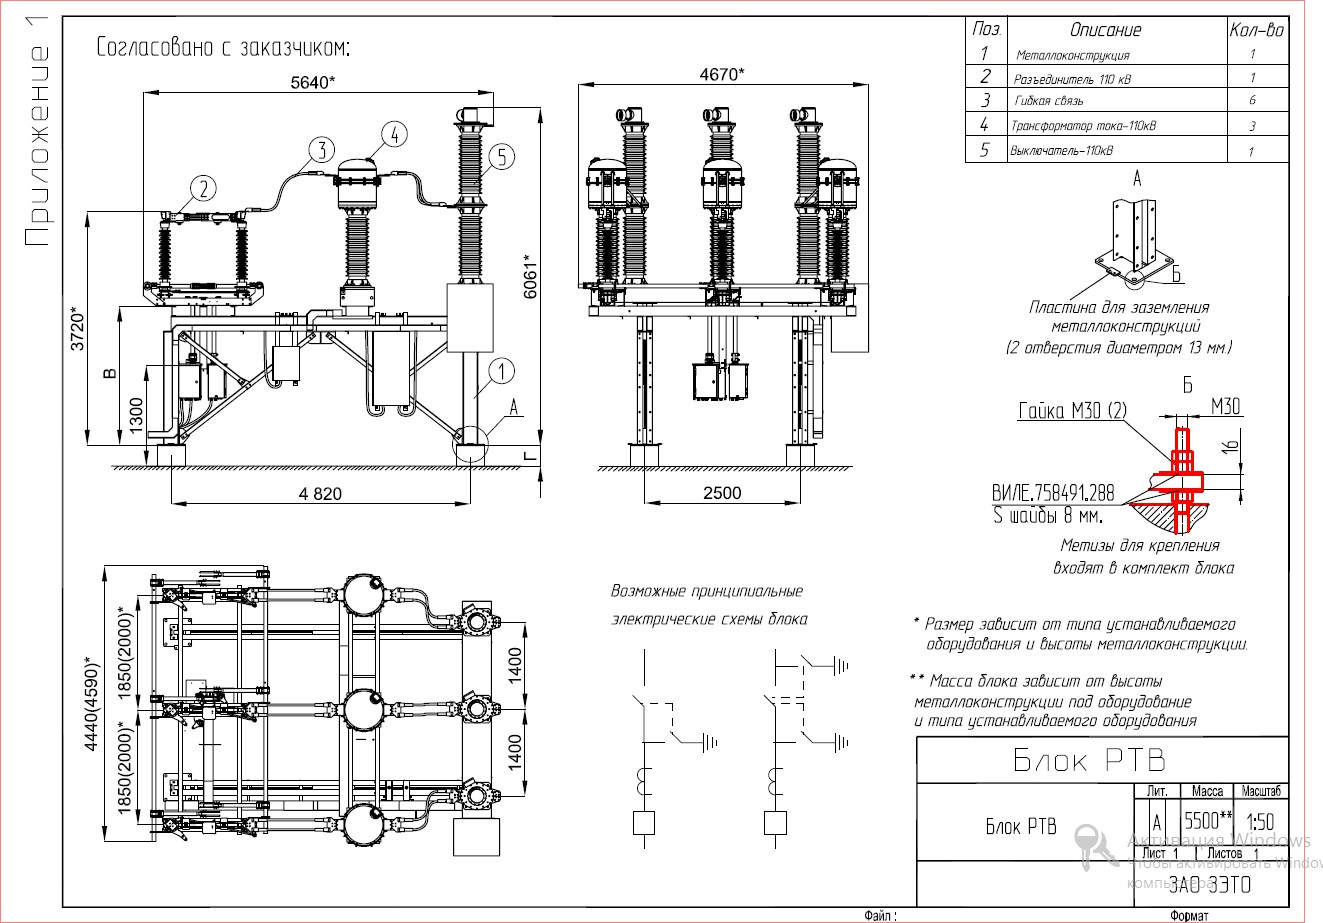 Приложение 1
Согласовано с заказчиком:
Поз. Описание Кол-во
1 Металлоконструкция 1
2 Разъединитель 110 кВ 1
3 Гибкая связь 6
4 Трансформатор тока-110кВ 3
5 Выключатель-110кВ 1
5640*
4670*
1
2
3
4
5
3720*
6061*
В
1300
Г
А
4 820
2500
А
Б
Пластина для заземления
металлоконструкций
(2 отверстия диаметром 13 мм.)
Б
Гайка М30 (2)
М30
16
ВИЛЕ.758491.288
S шайбы 8 мм.
Метизы для крепления
входят в комплект блока
4440(4590)*
1850(2000)*
1850(2000)*
1400
1400
Возможные принципиальные
электрические схемы блока
* Размер зависит от типа устанавливаемого
оборудования и высоты металлоконструкции.
** Масса блока зависит от высоты
металлоконструкции под оборудование
и типа устанавливаемого оборудования
Блок РТВ
Блок РТВ
Лит. Масса Масштаб
А 5500** 1:50
Лист 1 Листов 1
ЗАО ЗЭТО
Активация Windows
Чтобы активировать Windov
компьютера.
Файл :
Формат